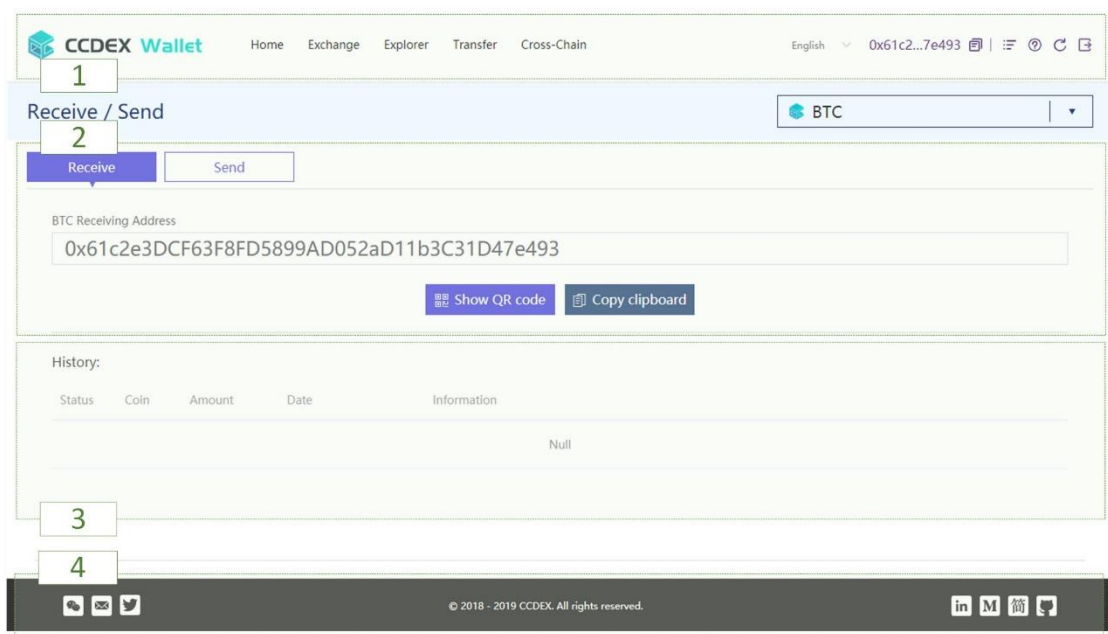 CCDEX Wallet Home Exchange Explorer Transfer Cross-Chain English 0x61c2...7e493
1
Receive / Send BTC
2
Receive Send
BTC Receiving Address
0x61c2e3DCF63F8FD5899AD052aD11b3C31D47e493
Show QR code Copy clipboard
History:
Status Coin Amount Date Information
Null
3
4
© 2018 - 2019 CCDEX. All rights reserved. in M 简